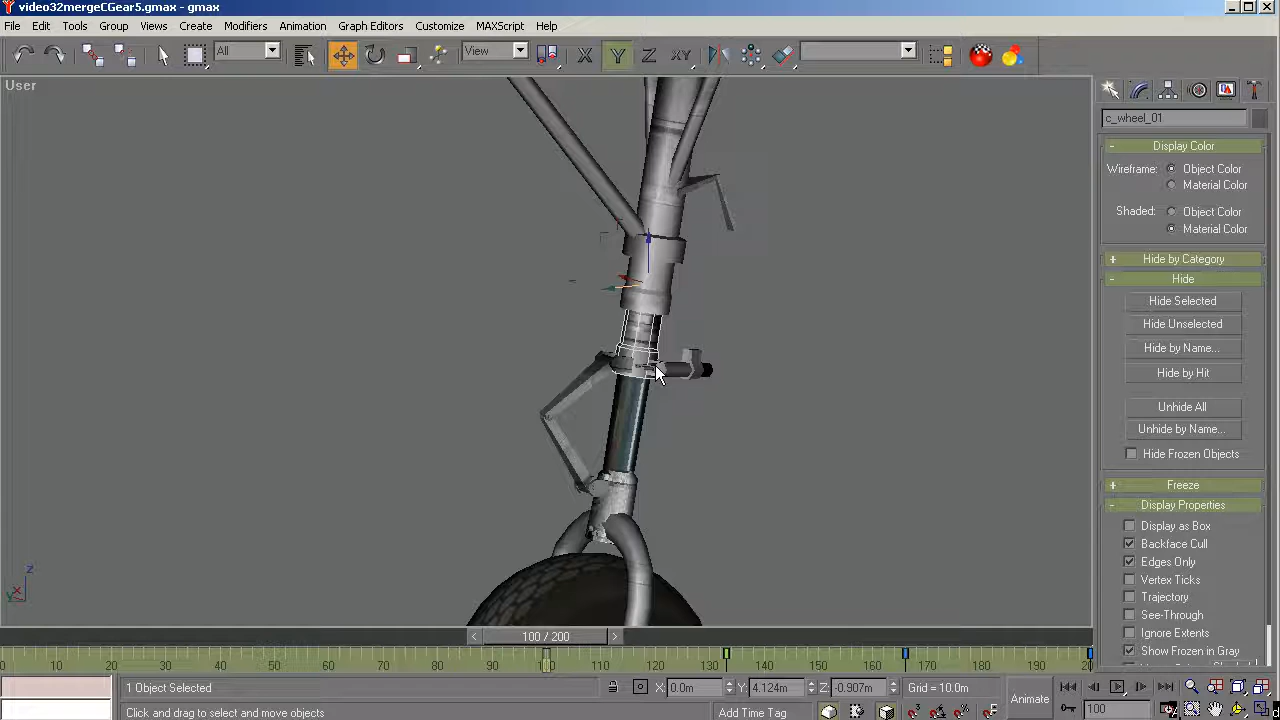 video32mergeCGear5.gmax - gmax
File Edit Tools Group Views Create Modifiers Animation Graph Editors Customize MAXScript Help
All View X Y Z XY
User
c_wheel_01
- Display Color
Wireframe: Object Color
Material Color
Shaded: Object Color
Material Color
+ Hide by Category
- Hide
Hide Selected
Hide Unselected
Hide by Name...
Hide by Hit
Unhide All
Unhide by Name...
Hide Frozen Objects
+ Freeze
- Display Properties
Display as Box
Backface Cull
Edges Only
Vertex Ticks
Trajectory
See-Through
Ignore Extents
Show Frozen in Gray
z
x
y
< 100 / 200 >
0 10 20 30 40 50 60 70 80 90 100 110 120 130 140 150 160 170 180 190 200
1 Object Selected X: 0.0m Y: 4.124m Z: -0.907m Grid = 10.0m Animate
Click and drag to select and move objects Add Time Tag 100